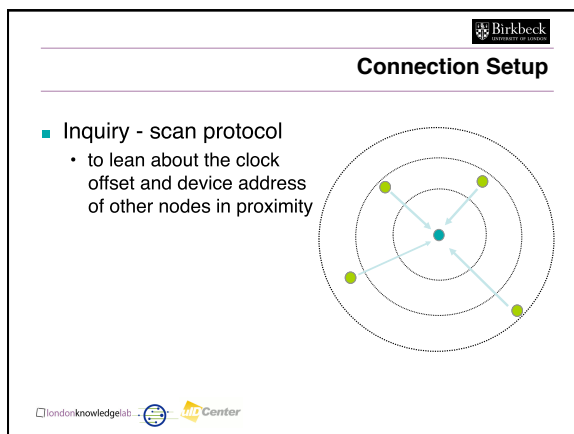 Birkbeck
UNIVERSITY OF LONDON
Connection Setup
Inquiry - scan protocol
• to lean about the clock
offset and device address
of other nodes in proximity
londonknowledgelab
uIDCenter